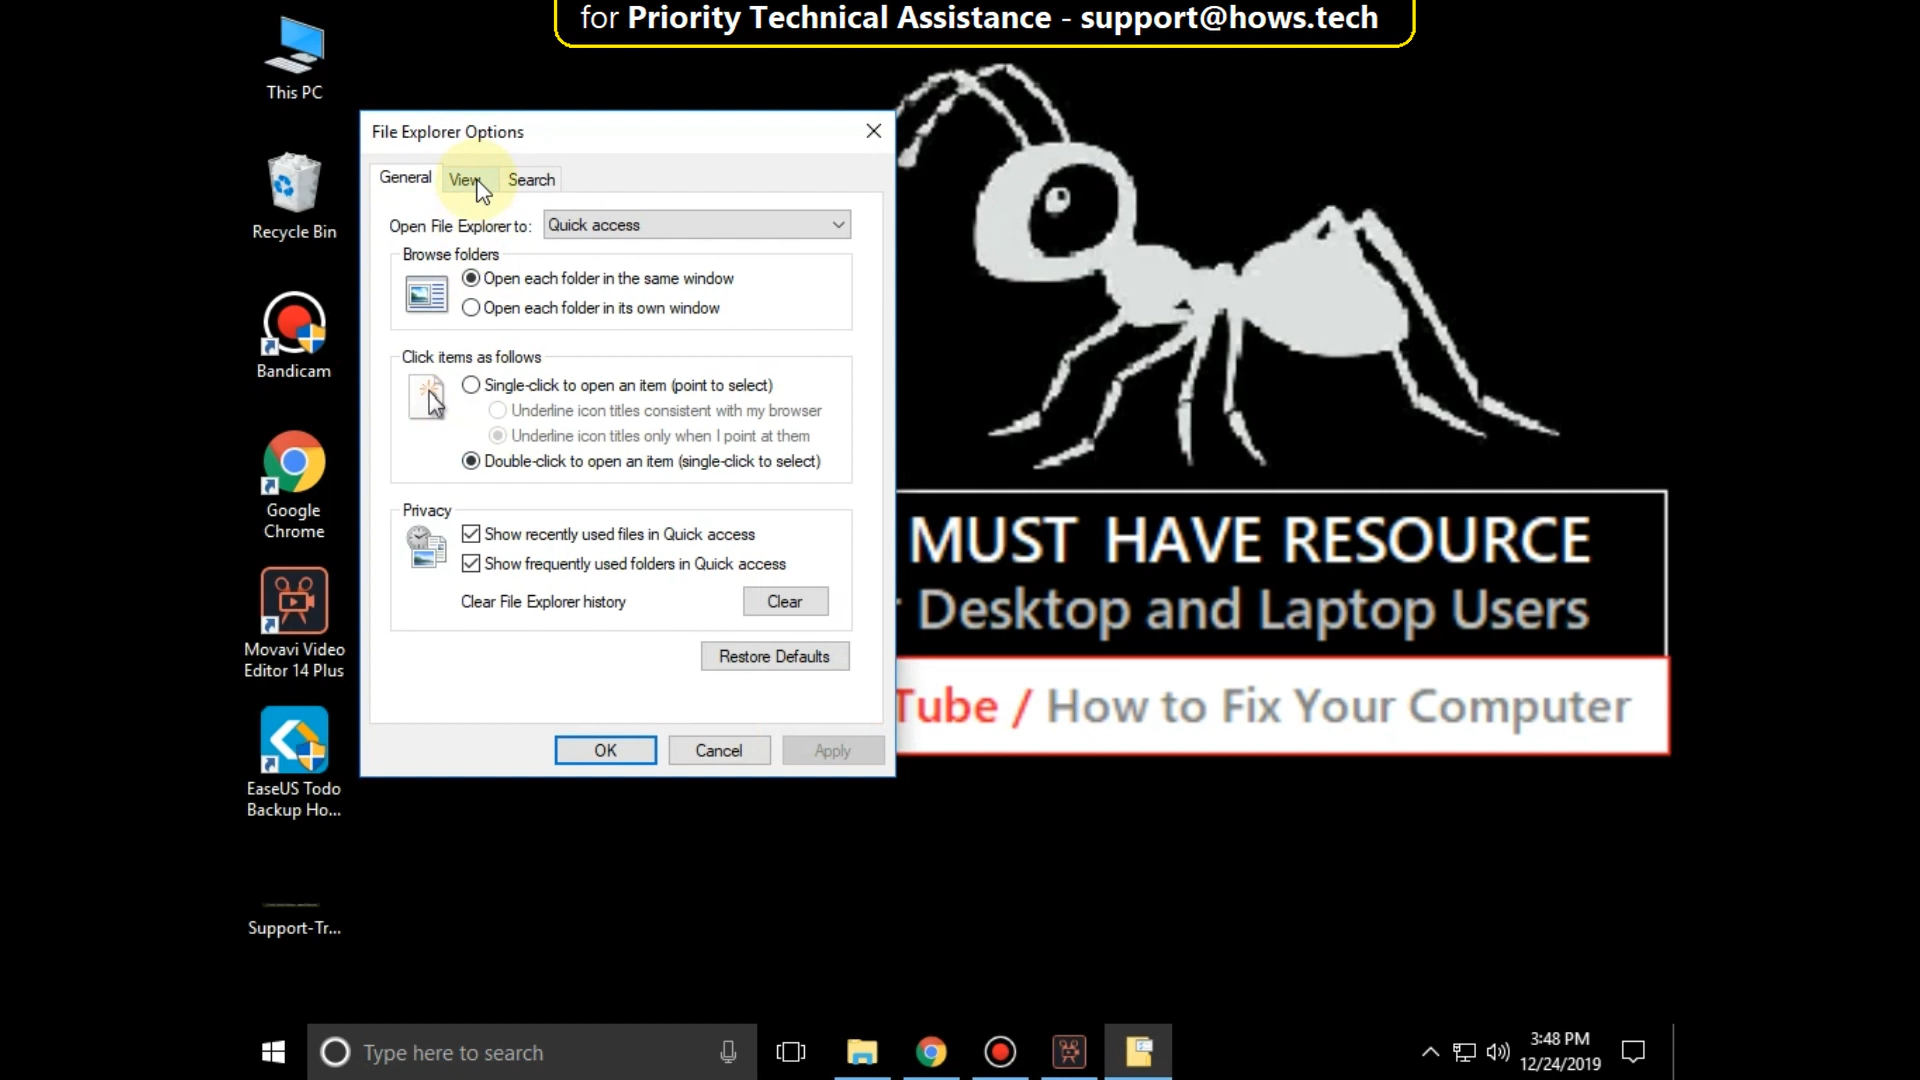 for Priority Technical Assistance - support@hows.tech
This PC
Recycle Bin
Bandicam
Google
Chrome
Movavi Video
Editor 14 Plus
EaseUS Todo
Backup Ho...
Support-Tr...
File Explorer Options
General
View
Search
Open File Explorer to:
Quick access
Browse folders
Open each folder in the same window
Open each folder in its own window
Click items as follows
Single-click to open an item (point to select)
Underline icon titles consistent with my browser
Underline icon titles only when I point at them
Double-click to open an item (single-click to select)
Privacy
Show recently used files in Quick access
Show frequently used folders in Quick access
Clear File Explorer history
Clear
Restore Defaults
OK
Cancel
Apply
MUST HAVE RESOURCE
Desktop and Laptop Users
Tube / How to Fix Your Computer
Type here to search
3:48 PM
12/24/2019